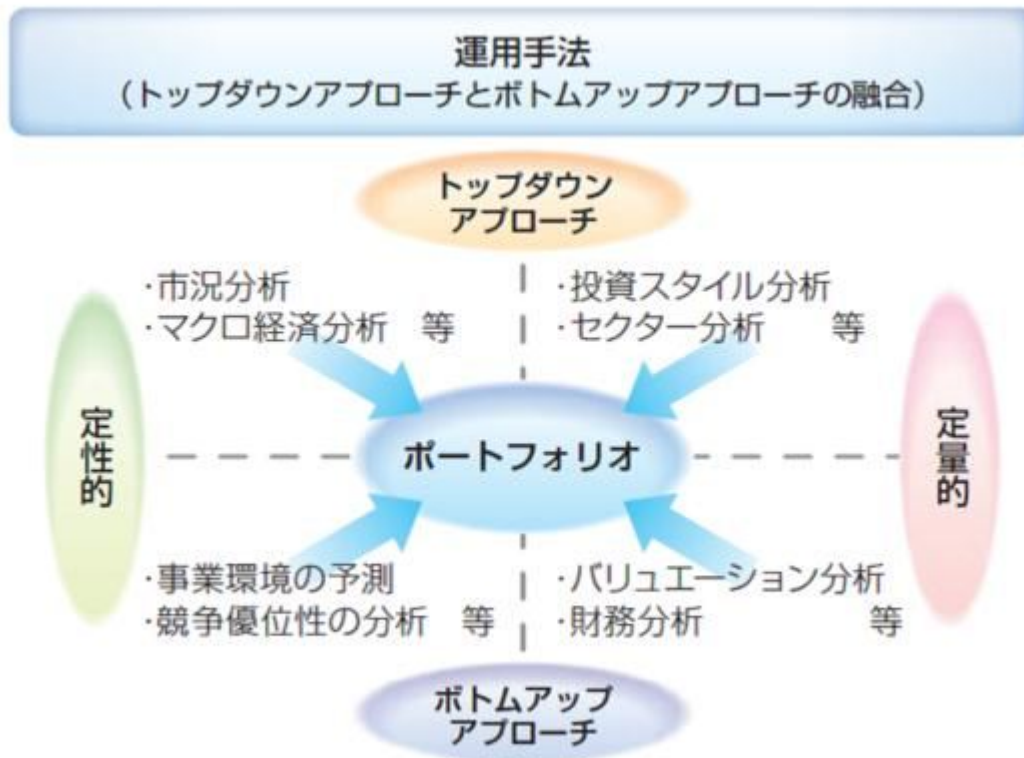 運用手法
（トップダウンアプローチとボトムアップアプローチの融合）
トップダウン
アプローチ
・市況分析
・マクロ経済分析　等
・投資スタイル分析
・セクター分析　等
定性的
ポートフォリオ
定量的
・事業環境の予測
・競争優位性の分析　等
・バリュエーション分析
・財務分析　等
ボトムアップ
アプローチ